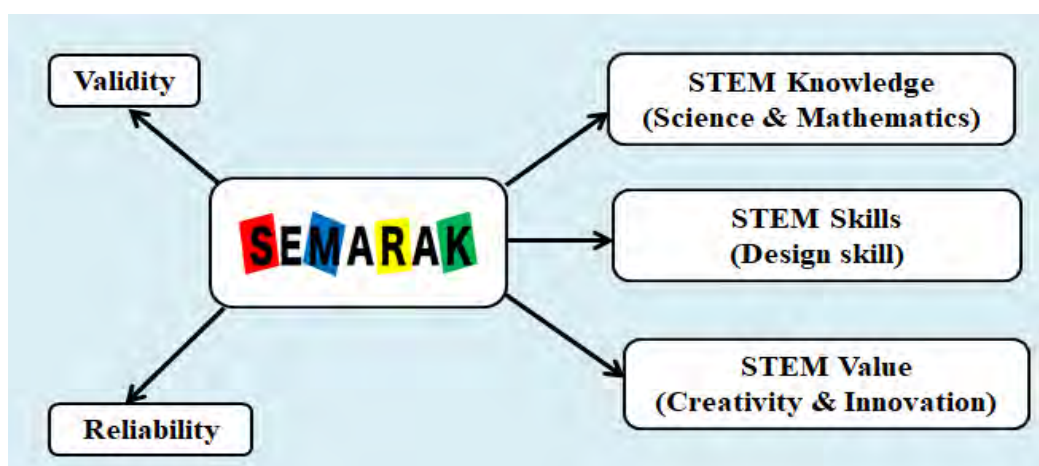 Validity
STEM Knowledge
(Science & Mathematics)
SEMARAK
STEM Skills
(Design skill)
STEM Value
(Creativity & Innovation)
Reliability